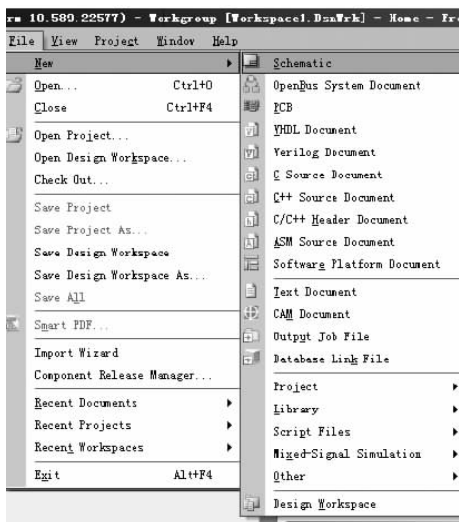 rm 10.589.22577) - Workgroup [Workspace1.DsnWrk] - Home - Fre
File View Project Window Help
New
Open... Ctrl+O
Close Ctrl+F4
Open Project...
Open Design Workspace...
Check Out...
Save Project
Save Project As...
Save Design Workspace
Save Design Workspace As...
Save All
Smart PDF...
Import Wizard
Component Release Manager...
Recent Documents
Recent Projects
Recent Workspaces
Exit Alt+F4
Schematic
OpenBus System Document
PCB
VHDL Document
Verilog Document
C Source Document
C++ Source Document
C/C++ Header Document
ASM Source Document
Software Platform Document
Text Document
CAM Document
Output Job File
Database Link File
Project
Library
Script Files
Mixed-Signal Simulation
Other
Design Workspace